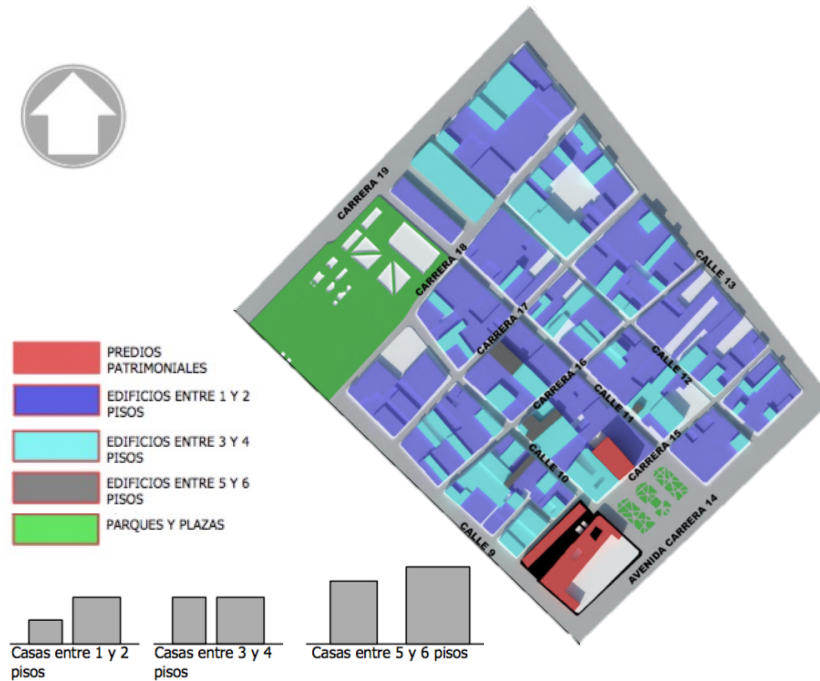 CARRERA 19
CARRERA 18
CALLE 13
CARRERA 17
CARRERA 16
CALLE 12
CALLE 11
CARRERA 15
CALLE 10
CALLE 9
AVENIDA CARRERA 14
PREDIOS
PATRIMONIALES
EDIFICIOS ENTRE 1 Y 2
PISOS
EDIFICIOS ENTRE 3 Y 4
PISOS
EDIFICIOS ENTRE 5 Y 6
PISOS
PARQUES Y PLAZAS
Casas entre 1 y 2
pisos
Casas entre 3 y 4
pisos
Casas entre 5 y 6 pisos